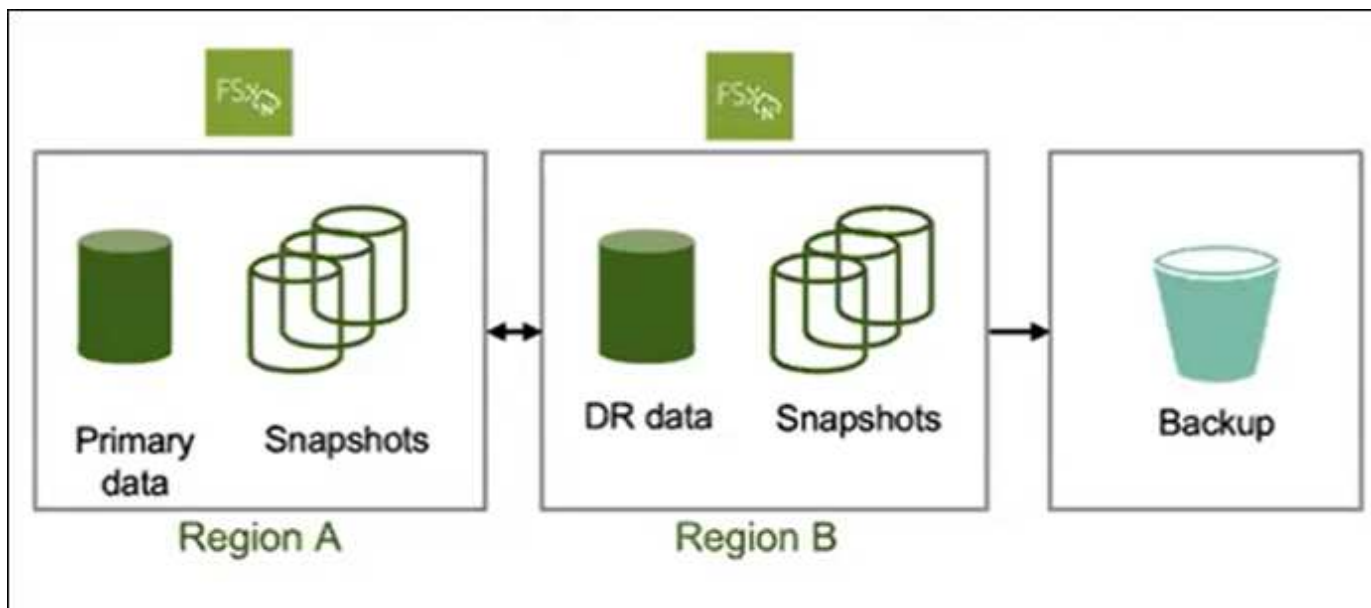 FSx
N
FSx
N
Primary
data
Snapshots
DR data
Snapshots
Backup
Region A
Region B